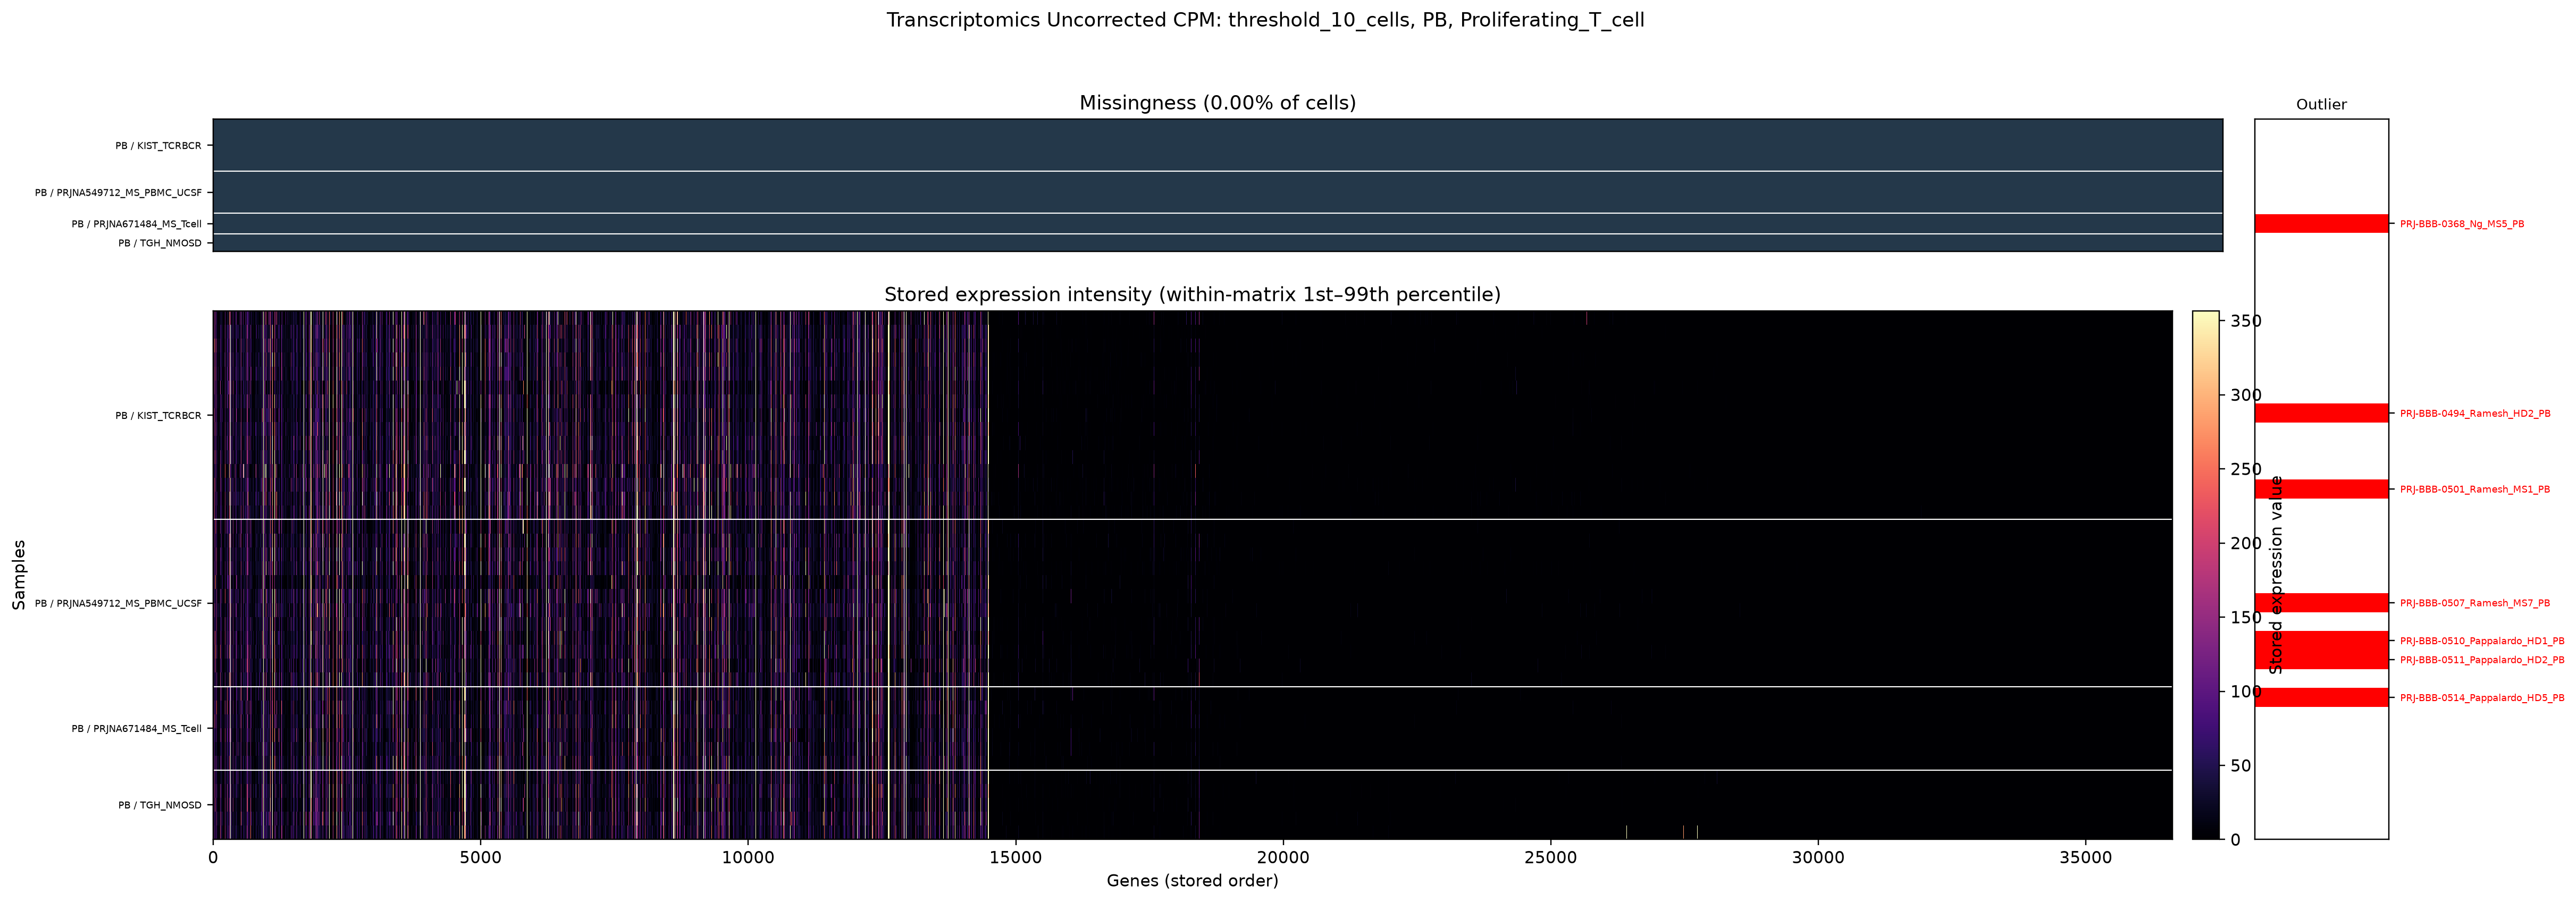 Transcriptomics Uncorrected CPM: threshold_10_cells, PB, Proliferating_T_cell
Missingness (0.00% of cells)
PB / KIST_TCRBCR
PB / PRJNA549712_MS_PBMC_UCSF
PB / PRJNA671484_MS_Tcell
PB / TGH_NMOSD
Stored expression intensity (within-matrix 1st–99th percentile)
Samples
PB / KIST_TCRBCR
PB / PRJNA549712_MS_PBMC_UCSF
PB / PRJNA671484_MS_Tcell
PB / TGH_NMOSD
0
5000
10000
15000
20000
25000
30000
35000
Genes (stored order)
350
300
250
200
150
100
50
0
Stored expression value
Outlier
PRJ-BBB-0368_Ng_MS5_PB
PRJ-BBB-0494_Ramesh_HD2_PB
PRJ-BBB-0501_Ramesh_MS1_PB
PRJ-BBB-0507_Ramesh_MS7_PB
PRJ-BBB-0510_Pappalardo_HD1_PB
PRJ-BBB-0511_Pappalardo_HD2_PB
PRJ-BBB-0514_Pappalardo_HD5_PB